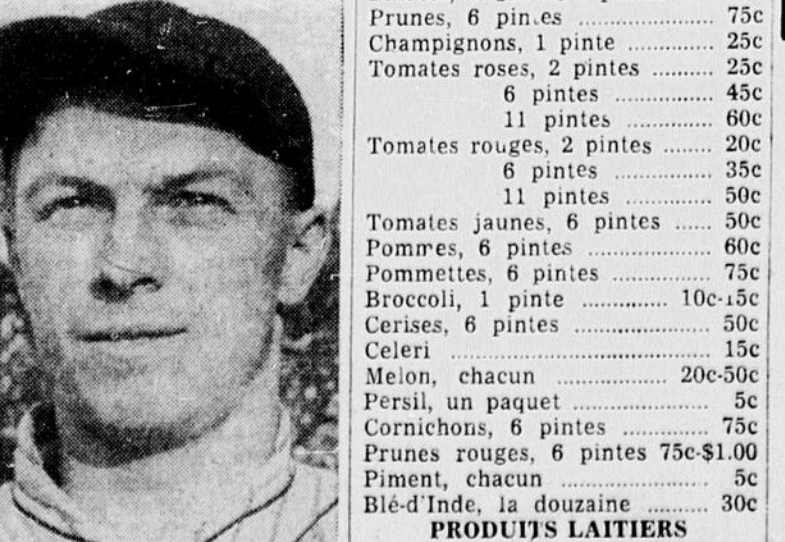 Prunes, 6 pintes ........ 75c
Champignons, 1 pinte ........ 25c
Tomates roses, 2 pintes ........ 25c
6 pintes ........ 45c
11 pintes ........ 60c
Tomates rouges, 2 pintes ........ 20c
6 pintes ........ 35c
11 pintes ........ 50c
Tomates jaunes, 6 pintes ...... 50c
Pommes, 6 pintes ........ 60c
Pommettes, 6 pintes ........ 75c
Broccoli, 1 pinte ........ 10c-15c
Cerises, 6 pintes ........ 50c
Celeri ........ 15c
Melon, chacun ........ 20c-50c
Persil, un paquet ........ 5c
Cornichons, 6 pintes ........ 75c
Prunes rouges, 6 pintes 75c-$1.00
Piment, chacun ........ 5c
Blé-d'Inde, la douzaine ........ 30c
PRODUITS LAITIERS